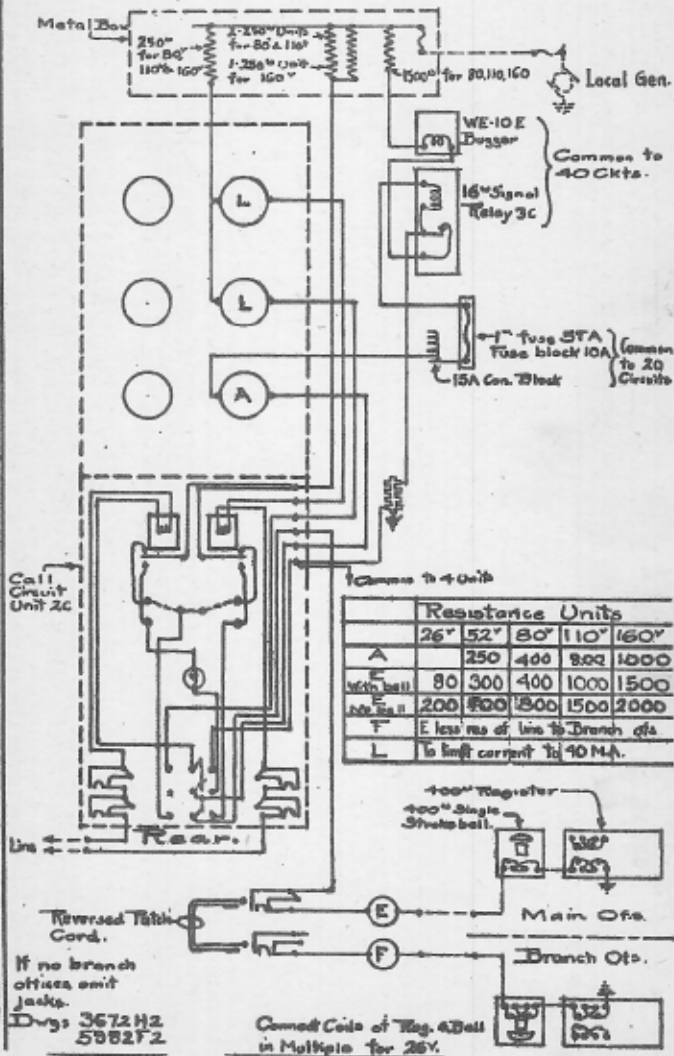 Metal Box
250ω
for 80v
110 & 160v
2-250ω Units
for 80 & 110v
1-250ω Unit
for 160v
1500ω for 80,110,160
Local Gen.
WE-10E
Buzzer
16ω Signal
Relay 3C
Common to
40 Ckts.
L
L
A
1" fuse 5TA
Fuse block 10A
15A Con. Block
Common
to 20
Circuits
Call
Circuit
Unit 2C
Common to 4 Units
Resistance Units
26v 52v 80v 110v 160v
A 250 400 800 1000
E With bell 80 300 400 1000 1500
E No bell 200 400 800 1500 2000
F E less res of line to Branch ofs.
L To limit current to 40 M.A.
Rear.
Line
400ω Register
400ω Single
Stroke bell.
E
Main Ofs.
Reversed Patch
Cord.
F
Branch Ofs.
If no branch
offices omit
jacks.
Dwgs 3672H2
5982F2
Connect Coils of Reg. & Bell
in Multiple for 26V.